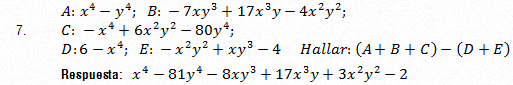 A: x⁴ − y⁴; B: − 7xy³ + 17x³y − 4x²y²;
7. C: − x⁴ + 6x²y² − 80y⁴;
D:6 − x⁴; E: − x²y² + xy³ − 4 Hallar: (A + B + C) − (D + E)
Respuesta: x⁴ − 81y⁴ − 8xy³ + 17x³y + 3x²y² − 2